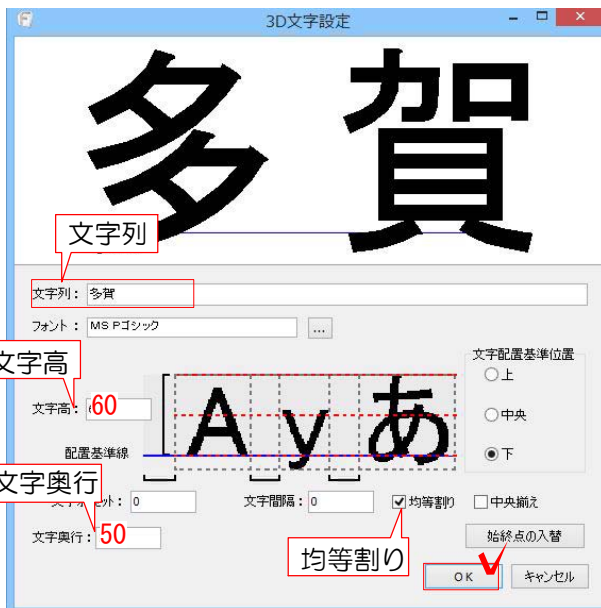 3D文字設定
多賀
文字列
文字列： 多賀
フォント： MS Pゴシック ...
文字配置基準位置
上
文字高
文字高： 60
中央
Ayあ
配置基準線
下
文字奥行
0 文字間隔： 0 均等割り 中央揃え
文字奥行： 50 始終点の入替
均等割り
OK キャンセル